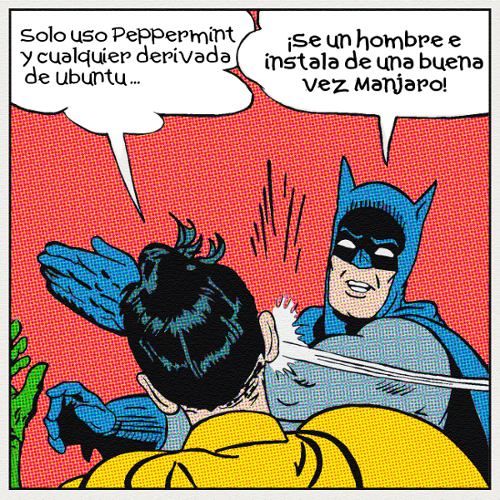 Solo uso Peppermint
y cualquier derivada
de ubuntu...
¡Se un hombre e
instala de una buena
vez Manjaro!